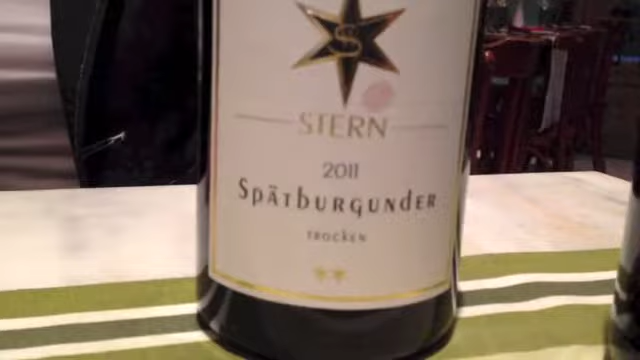 S
STERN
2011
SPÄTBURGUNDER
TROCKEN